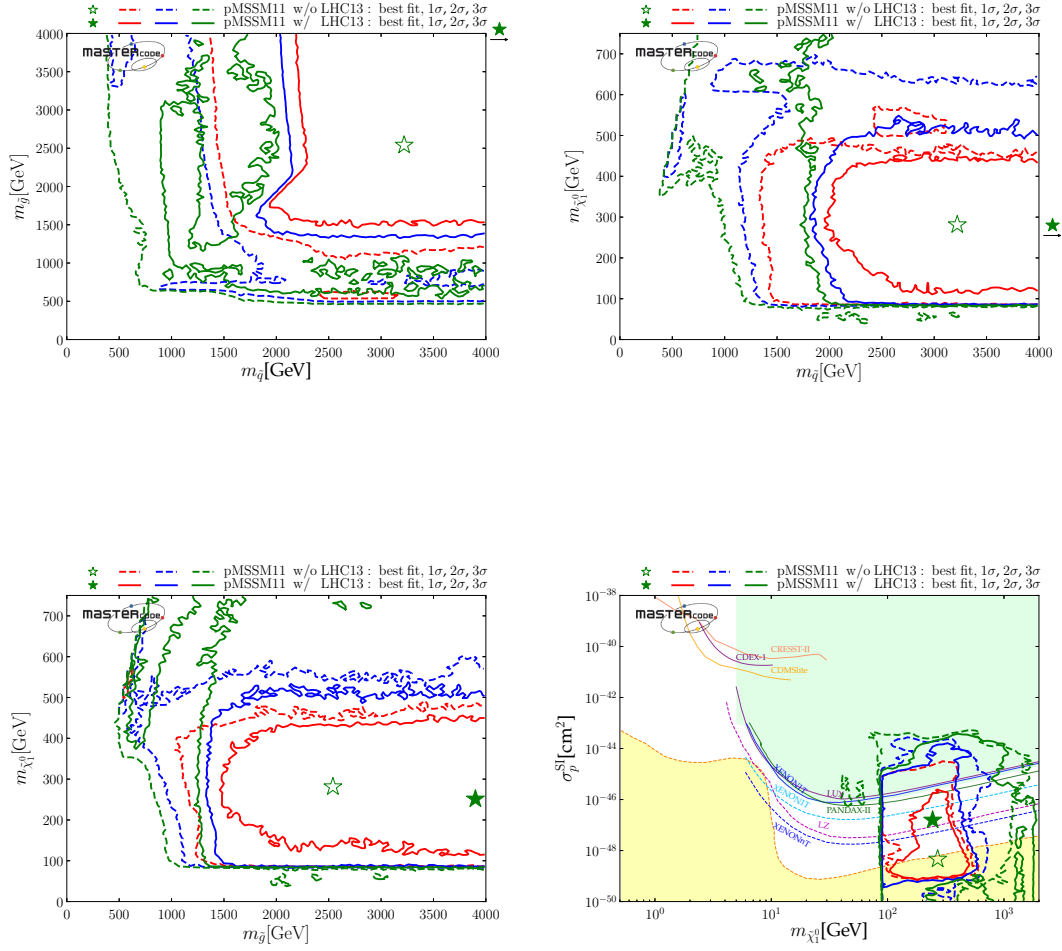 pMSSM11 w/o LHC13 : best fit, 1σ, 2σ, 3σ
pMSSM11 w/ LHC13 : best fit, 1σ, 2σ, 3σ
MASTERCODE
4000
3500
3000
2500
2000
1500
1000
500
0
m_g̃[GeV]
0 500 1000 1500 2000 2500 3000 3500 4000
m_q̃[GeV]
pMSSM11 w/o LHC13 : best fit, 1σ, 2σ, 3σ
pMSSM11 w/ LHC13 : best fit, 1σ, 2σ, 3σ
MASTERCODE
700
600
500
400
300
200
100
0
m_χ̃₁⁰[GeV]
0 500 1000 1500 2000 2500 3000 3500 4000
m_q̃[GeV]
pMSSM11 w/o LHC13 : best fit, 1σ, 2σ, 3σ
pMSSM11 w/ LHC13 : best fit, 1σ, 2σ, 3σ
MASTERCODE
700
600
500
400
300
200
100
0
m_χ̃₁⁰[GeV]
0 500 1000 1500 2000 2500 3000 3500 4000
m_g̃[GeV]
pMSSM11 w/o LHC13 : best fit, 1σ, 2σ, 3σ
pMSSM11 w/ LHC13 : best fit, 1σ, 2σ, 3σ
MASTERCODE
10⁻³⁸
10⁻⁴⁰
10⁻⁴²
10⁻⁴⁴
10⁻⁴⁶
10⁻⁴⁸
10⁻⁵⁰
σ_p^SI[cm²]
CRESST-II
CDEX-1
CDMSlite
XENON1T
XENON1T
LUX
PANDAX-II
LZ
XENONnT
10⁰ 10¹ 10² 10³
m_χ̃₁⁰[GeV]